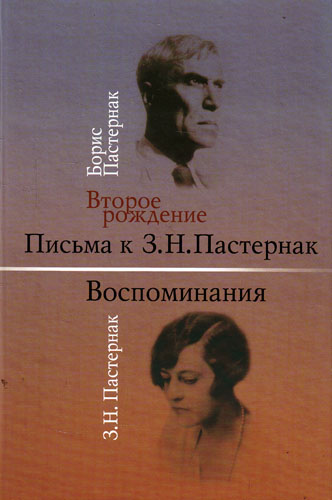 Борис
Пастернак
Второе
рождение
Письма к З.Н.Пастернак
Воспоминания
З.Н. Пастернак